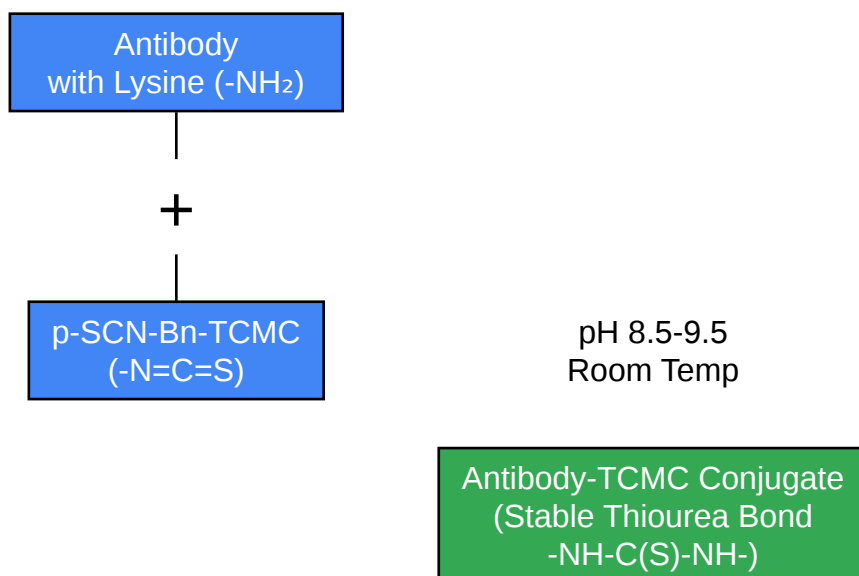 Antibody
with Lysine (-NH₂)
+
p-SCN-Bn-TCMC
(-N=C=S)
pH 8.5-9.5
Room Temp
Antibody-TCMC Conjugate
(Stable Thiourea Bond
-NH-C(S)-NH-)